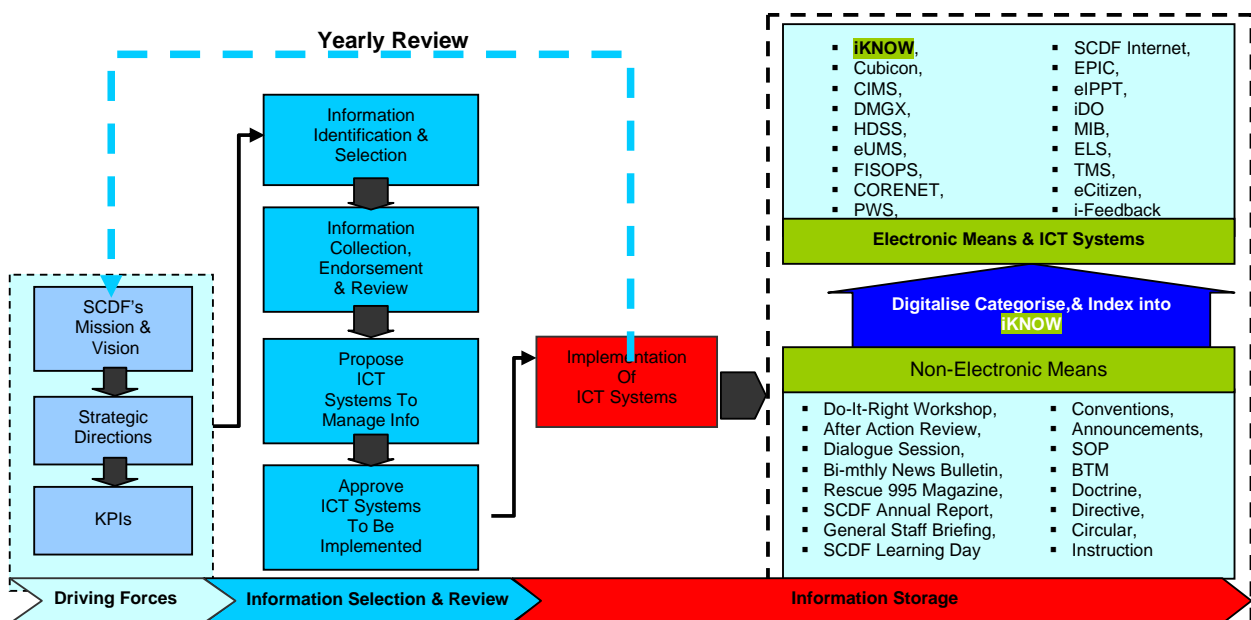 Yearly Review
SCDF's
Mission &
Vision
Strategic
Directions
KPIs
Information
Identification &
Selection
Information
Collection,
Endorsement
& Review
Propose
ICT
Systems To
Manage Info
Approve
ICT Systems
To Be
Implemented
Implementation
Of
ICT Systems
▪ iKNOW,
▪ Cubicon,
▪ CIMS,
▪ DMGX,
▪ HDSS,
▪ eUMS,
▪ FISOPS,
▪ CORENET,
▪ PWS,
▪ SCDF Internet,
▪ EPIC,
▪ eIPPT,
▪ iDO
▪ MIB,
▪ ELS,
▪ TMS,
▪ eCitizen,
▪ i-Feedback
Electronic Means & ICT Systems
Digitalise Categorise,& Index into
iKNOW
Non-Electronic Means
▪ Do-It-Right Workshop,
▪ After Action Review,
▪ Dialogue Session,
▪ Bi-mthly News Bulletin,
▪ Rescue 995 Magazine,
▪ SCDF Annual Report,
▪ General Staff Briefing,
▪ SCDF Learning Day
▪ Conventions,
▪ Announcements,
▪ SOP
▪ BTM
▪ Doctrine,
▪ Directive,
▪ Circular,
▪ Instruction
Driving Forces
Information Selection & Review
Information Storage